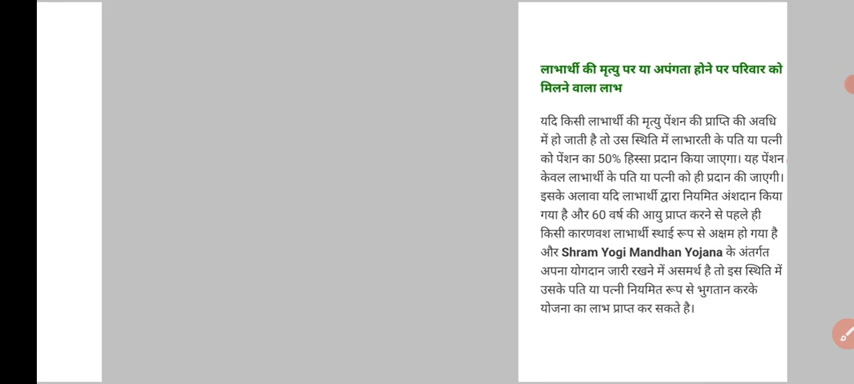 लाभार्थी की मृत्यु पर या अपंगता होने पर परिवार को
मिलने वाला लाभ
यदि किसी लाभार्थी की मृत्यु पेंशन की प्राप्ति की अवधि
में हो जाती है तो उस स्थिति में लाभारती के पति या पत्नी
को पेंशन का 50% हिस्सा प्रदान किया जाएगा। यह पेंशन
केवल लाभार्थी के पति या पत्नी को ही प्रदान की जाएगी।
इसके अलावा यदि लाभार्थी द्वारा नियमित अंशदान किया
गया है और 60 वर्ष की आयु प्राप्त करने से पहले ही
किसी कारणवश लाभार्थी स्थाई रूप से अक्षम हो गया है
और Shram Yogi Mandhan Yojana के अंतर्गत
अपना योगदान जारी रखने में असमर्थ है तो इस स्थिति में
उसके पति या पत्नी नियमित रूप से भुगतान करके
योजना का लाभ प्राप्त कर सकते है।